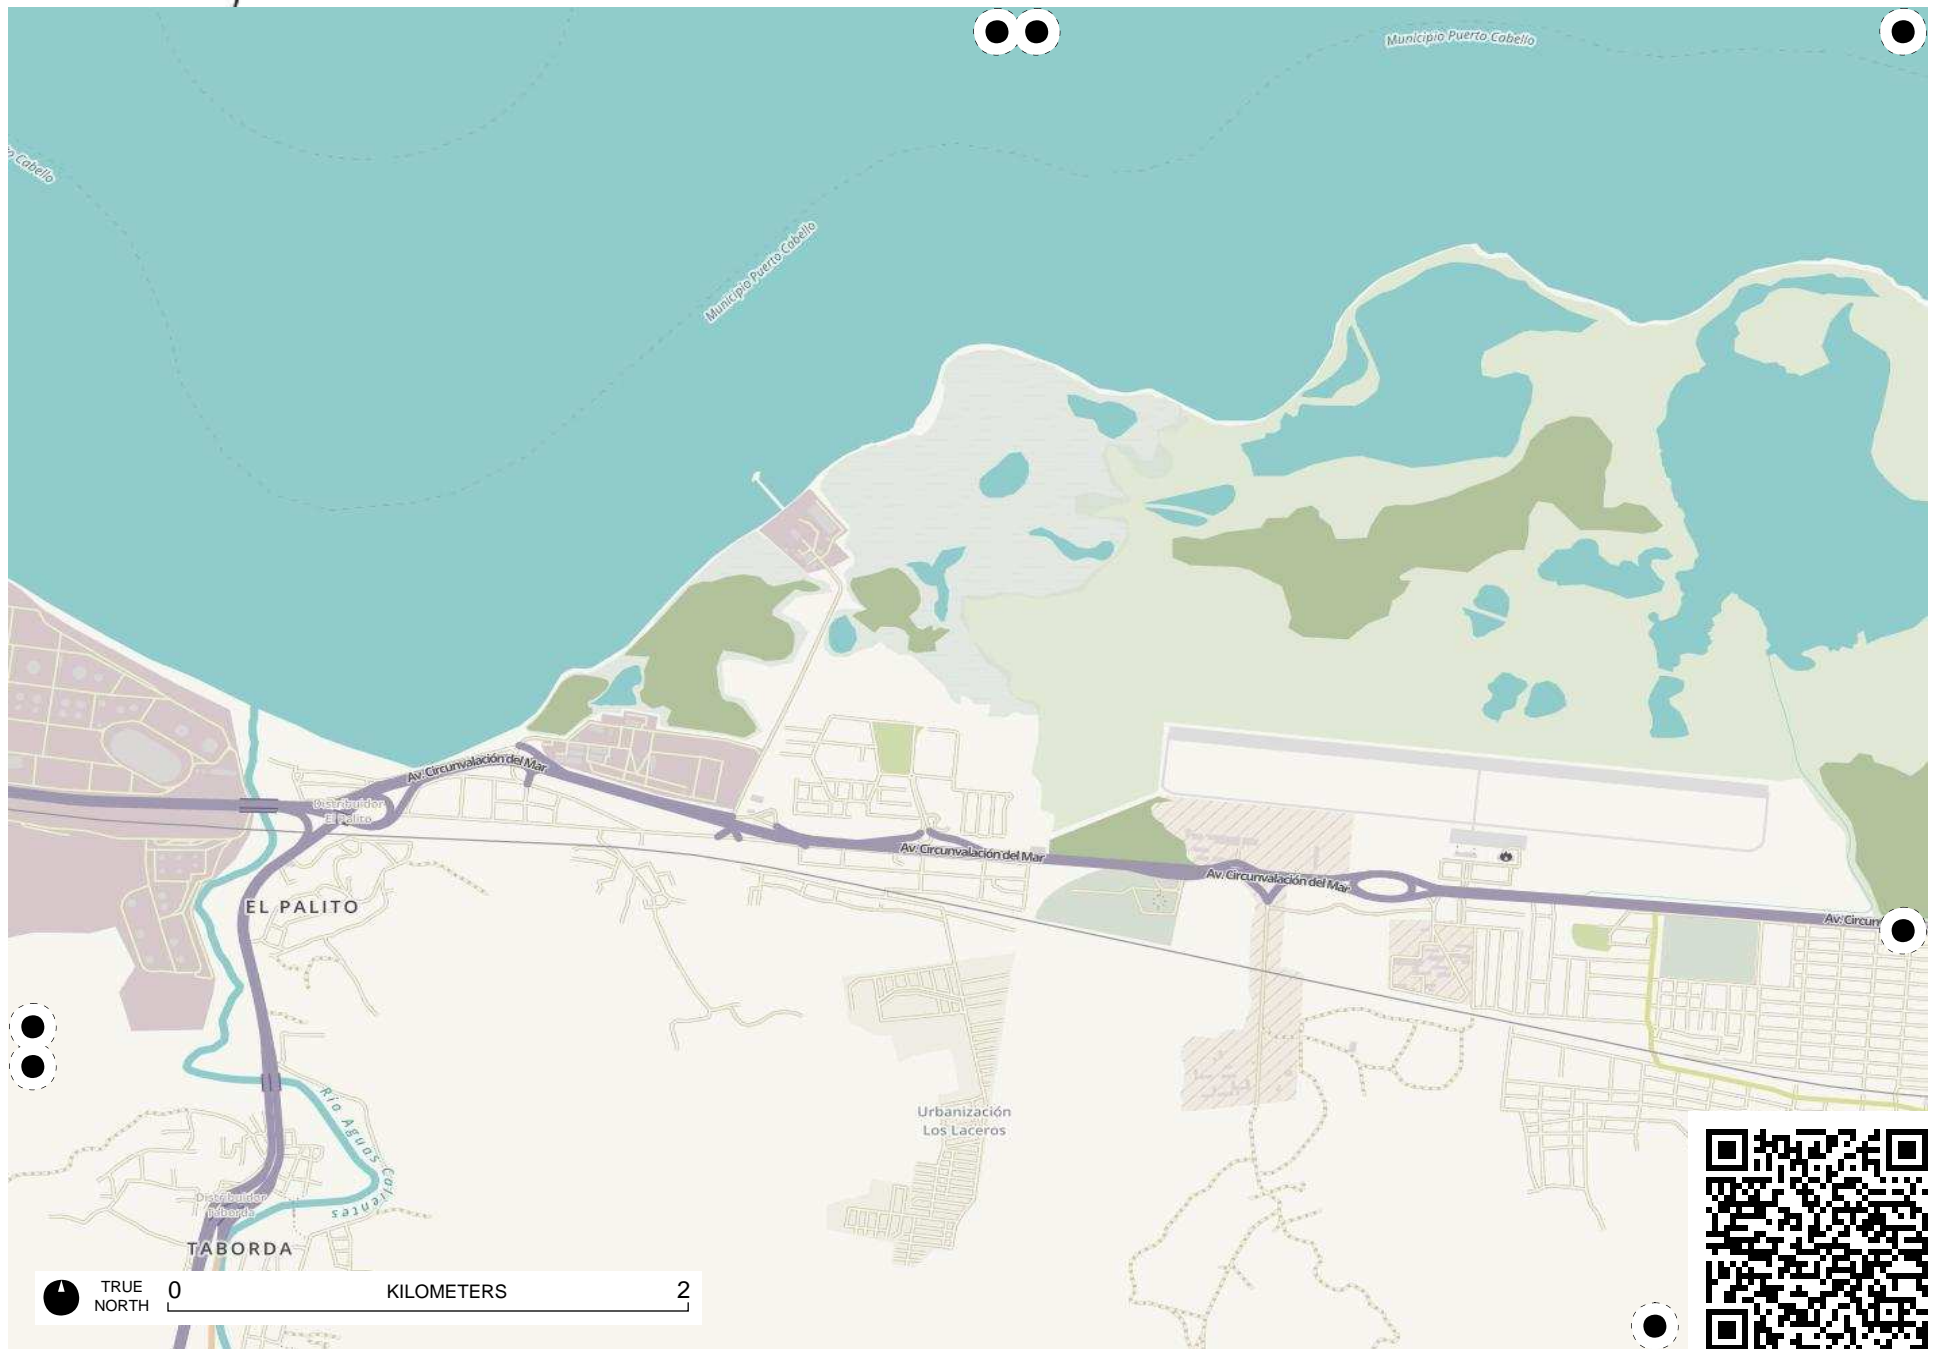 Municipio Puerto Cabello
Cabello
Municipio Puerto Cabello
Av. Circunvalación del Mar
Distribuidor
El Palito
Av. Circunvalación del Mar
Av. Circunvalación del Mar
EL PALITO
Av. Circun
Río Aguas Calientes
Urbanización
Los Laceros
Distribuidor
Taborda
TABORDA
TRUE
NORTH
0
KILOMETERS
2